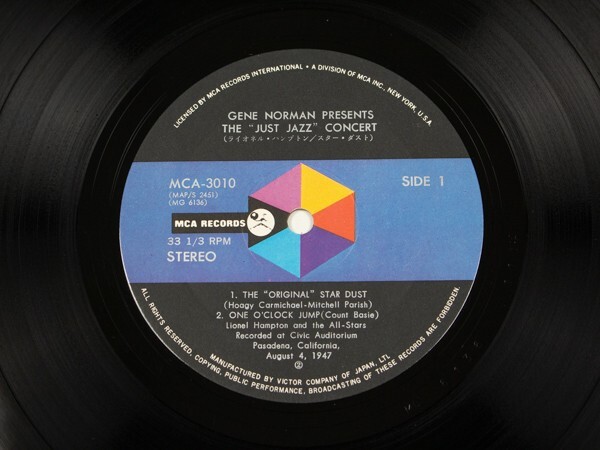 LICENSED BY MCA RECORDS INTERNATIONAL • A DIVISION OF MCA INC. NEW YORK, U.S.A.
GENE NORMAN PRESENTS
THE "JUST JAZZ" CONCERT
(ライオネル・ハンプトン/スター・ダスト)
MCA-3010
SIDE 1
(MAP/S 2451)
(MG 6136)
MCA RECORDS
33 1/3 RPM
STEREO
1. THE "ORIGINAL" STAR DUST
(Hoagy Carmichael-Mitchell Parish)
2. ONE O'CLOCK JUMP(Count Basie)
Lionel Hampton and the All-Stars
Recorded at Civic Auditorium
Pasadena, California,
August 4, 1947
②
MANUFACTURED BY VICTOR COMPANY OF JAPAN, LTL
ALL RIGHTS RESERVED. COPYING, PUBLIC PERFORMANCE, BROADCASTING OF THESE RECORDS ARE FORBIDDEN.